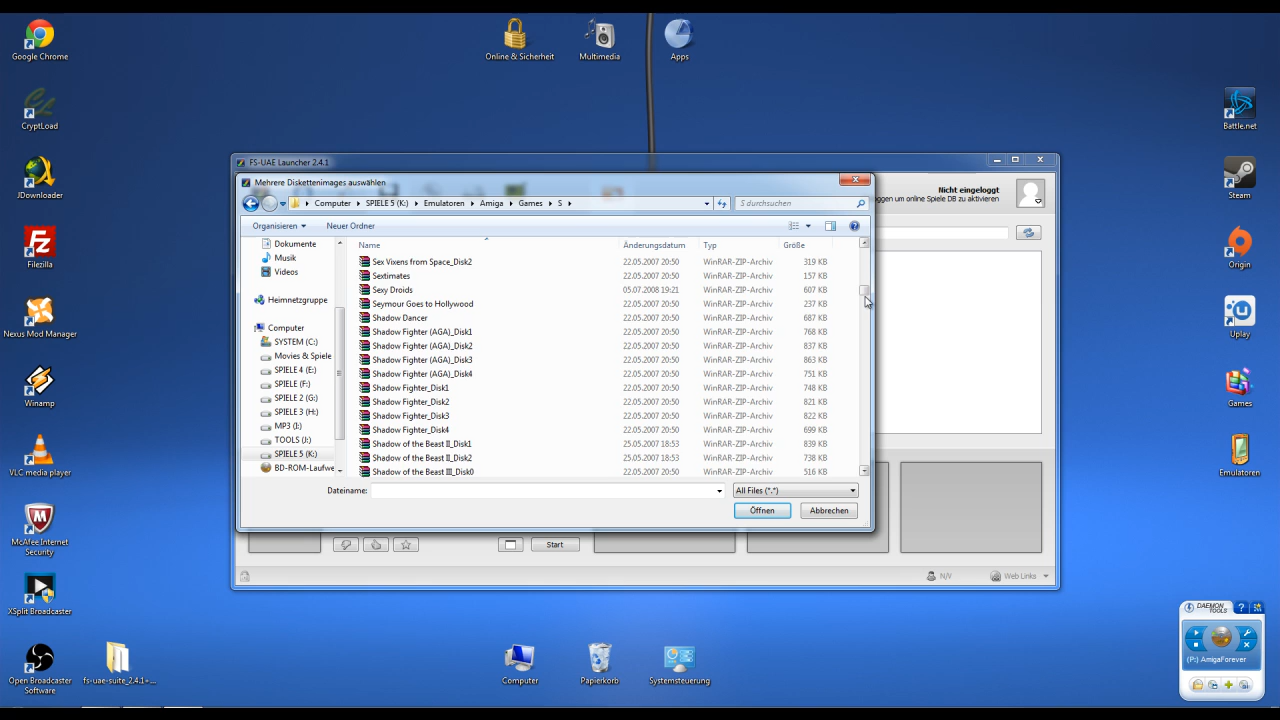 Google Chrome
Online & Sicherheit
Multimedia
Apps
CryptLoad
Battle.net
JDownloader
Steam
Filezilla
Origin
Nexus Mod Manager
Uplay
Winamp
Games
VLC media player
Emulatoren
McAfee Internet
Security
XSplit Broadcaster
Open Broadcaster
Software
fs-uae-suite_2.4.1-...
Computer
Papierkorb
Systemsteuerung
DAEMON
TOOLS
(P:) AmigaForever
FS-UAE Launcher 2.4.1
Nicht eingeloggt
oggen um online Spiele DB zu aktivieren
Start
N/V
Web Links
Mehrere Diskettenimages auswählen
Computer SPIELE 5 (K:) Emulatoren Amiga Games S
S durchsuchen
Organisieren
Neuer Ordner
Dokumente
Musik
Videos
Heimnetzgruppe
Computer
SYSTEM (C:)
Movies & Spiele
SPIELE 4 (E:)
SPIELE (F:)
SPIELE 2 (G:)
SPIELE 3 (H:)
MP3 (I:)
TOOLS (J:)
SPIELE 5 (K:)
BD-ROM-Laufwe
Name Änderungsdatum Typ Größe
Sex Vixens from Space_Disk2 22.05.2007 20:50 WinRAR-ZIP-Archiv 319 KB
Sextimates 22.05.2007 20:50 WinRAR-ZIP-Archiv 157 KB
Sexy Droids 05.07.2008 19:21 WinRAR-ZIP-Archiv 607 KB
Seymour Goes to Hollywood 22.05.2007 20:50 WinRAR-ZIP-Archiv 237 KB
Shadow Dancer 22.05.2007 20:50 WinRAR-ZIP-Archiv 687 KB
Shadow Fighter (AGA)_Disk1 22.05.2007 20:50 WinRAR-ZIP-Archiv 768 KB
Shadow Fighter (AGA)_Disk2 22.05.2007 20:50 WinRAR-ZIP-Archiv 837 KB
Shadow Fighter (AGA)_Disk3 22.05.2007 20:50 WinRAR-ZIP-Archiv 863 KB
Shadow Fighter (AGA)_Disk4 22.05.2007 20:50 WinRAR-ZIP-Archiv 751 KB
Shadow Fighter_Disk1 22.05.2007 20:50 WinRAR-ZIP-Archiv 748 KB
Shadow Fighter_Disk2 22.05.2007 20:50 WinRAR-ZIP-Archiv 821 KB
Shadow Fighter_Disk3 22.05.2007 20:50 WinRAR-ZIP-Archiv 822 KB
Shadow Fighter_Disk4 22.05.2007 20:50 WinRAR-ZIP-Archiv 699 KB
Shadow of the Beast II_Disk1 25.05.2007 18:53 WinRAR-ZIP-Archiv 839 KB
Shadow of the Beast II_Disk2 25.05.2007 18:53 WinRAR-ZIP-Archiv 738 KB
Shadow of the Beast III_Disk0 22.05.2007 20:50 WinRAR-ZIP-Archiv 516 KB
Dateiname:
All Files (*.*)
Öffnen
Abbrechen